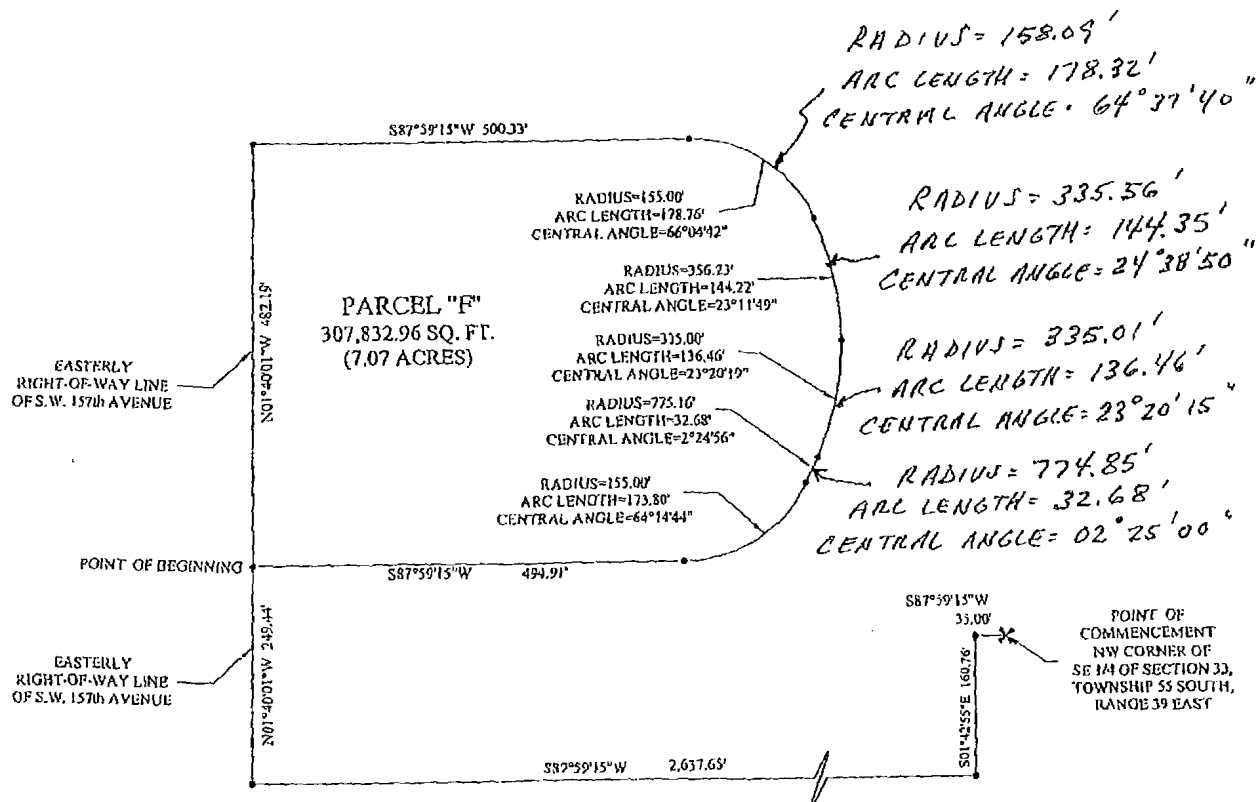 RADIUS = 158.09'
ARC LENGTH = 178.32'
CENTRAL ANGLE. 64°37'40"
S87°59'15"W 500.33'
RADIUS=155.00'
ARC LENGTH=178.76'
CENTRAL ANGLE=66°04'42"
RADIUS = 335.56'
ARC LENGTH = 144.35'
CENTRAL ANGLE = 24°38'50"
RADIUS=356.23'
ARC LENGTH=144.22'
CENTRAL ANGLE=23°11'49"
N01°40'01"W 482.19'
PARCEL "F"
307,832.96 SQ. FT.
(7.07 ACRES)
RADIUS=335.00'
ARC LENGTH=136.46'
CENTRAL ANGLE=23°20'19"
RADIUS = 335.01'
ARC LENGTH = 136.46'
CENTRAL ANGLE = 23°20'15"
EASTERLY
RIGHT-OF-WAY LINE
OF S.W. 157th AVENUE
RADIUS=775.16'
ARC LENGTH=32.68'
CENTRAL ANGLE=2°24'56"
RADIUS = 774.85'
ARC LENGTH = 32.68'
CENTRAL ANGLE = 02°25'00"
RADIUS=155.00'
ARC LENGTH=173.80'
CENTRAL ANGLE=64°14'44"
POINT OF BEGINNING
S87°59'15"W 494.91'
N01°40'01"W 249.44'
EASTERLY
RIGHT-OF-WAY LINE
OF S.W. 157th AVENUE
S87°59'15"W
35.00'
POINT OF
COMMENCEMENT
NW CORNER OF
SE 1/4 OF SECTION 33,
TOWNSHIP 55 SOUTH,
RANGE 39 EAST
S01°42'55"E 160.76'
S87°59'15"W 2,637.65'